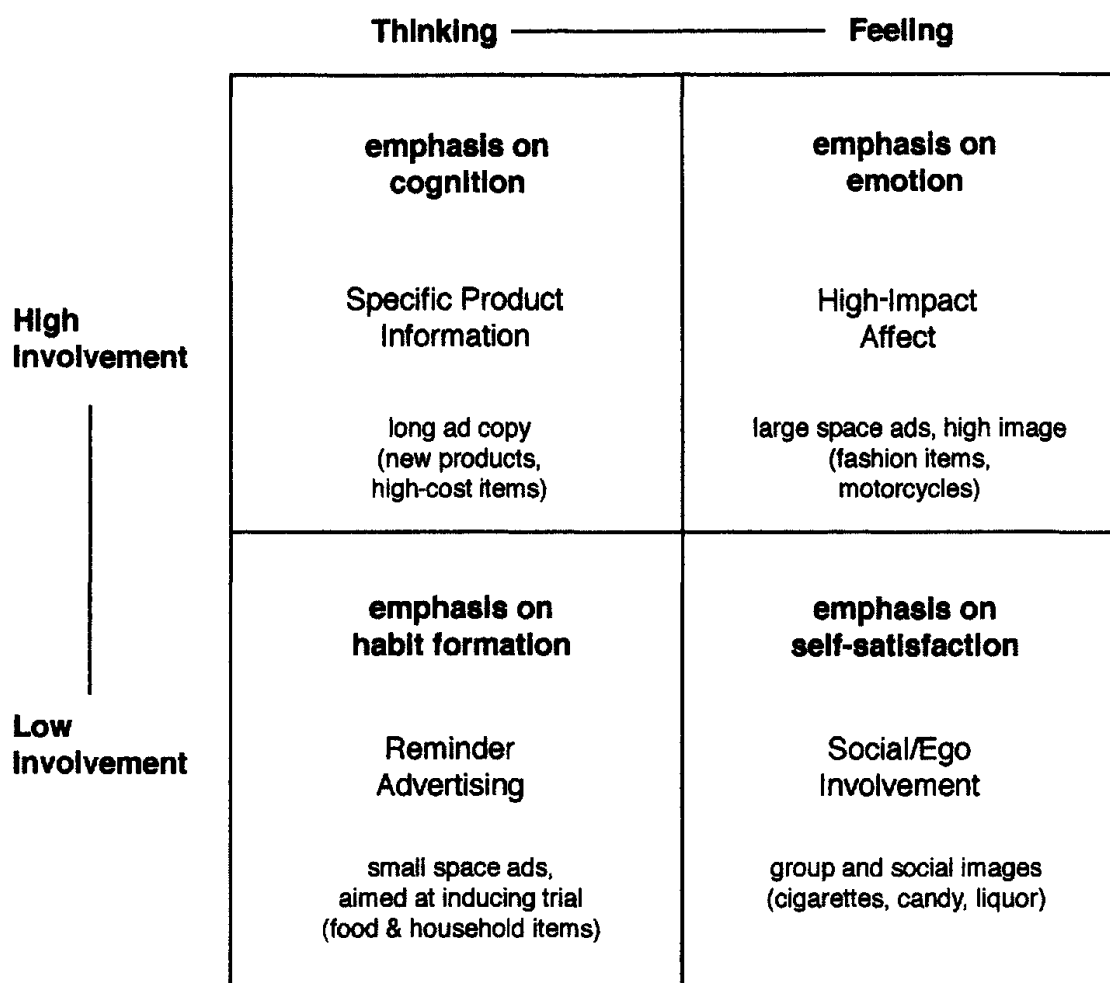 Thinking Feeling
emphasis on
cognition
emphasis on
emotion
High
Involvement
Specific Product
Information
High-Impact
Affect
long ad copy
(new products,
high-cost items)
large space ads, high image
(fashion items,
motorcycles)
Low
Involvement
emphasis on
habit formation
emphasis on
self-satisfaction
Reminder
Advertising
Social/Ego
Involvement
small space ads,
aimed at inducing trial
(food & household items)
group and social images
(cigarettes, candy, liquor)